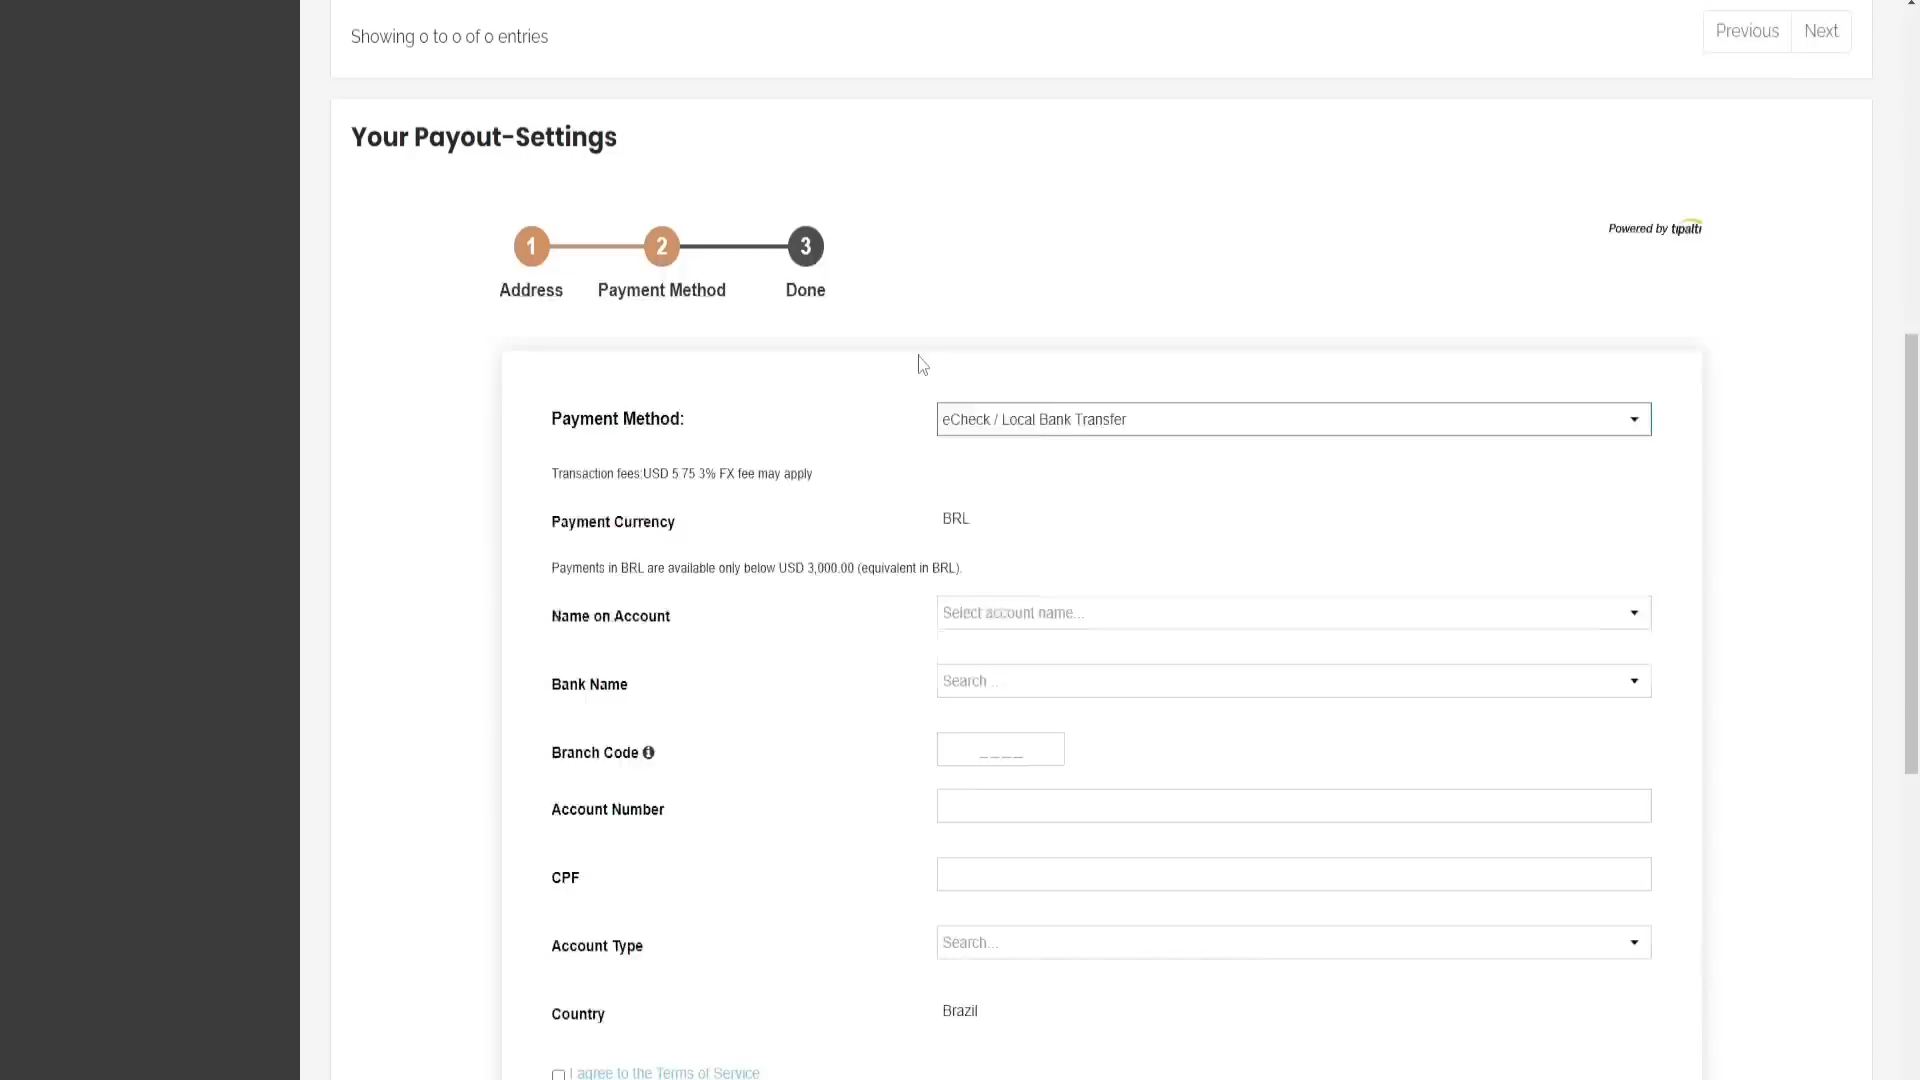 Showing 0 to 0 of 0 entries
Previous Next
Your Payout-Settings
Powered by tipalti
1 2 3
Address Payment Method Done
Payment Method: eCheck / Local Bank Transfer
Transaction fees:USD 5.75 3% FX fee may apply
Payment Currency BRL
Payments in BRL are available only below USD 3,000.00 (equivalent in BRL).
Name on Account Select account name...
Bank Name Search ...
Branch Code ____
Account Number
CPF
Account Type Search...
Country Brazil
I agree to the Terms of Service